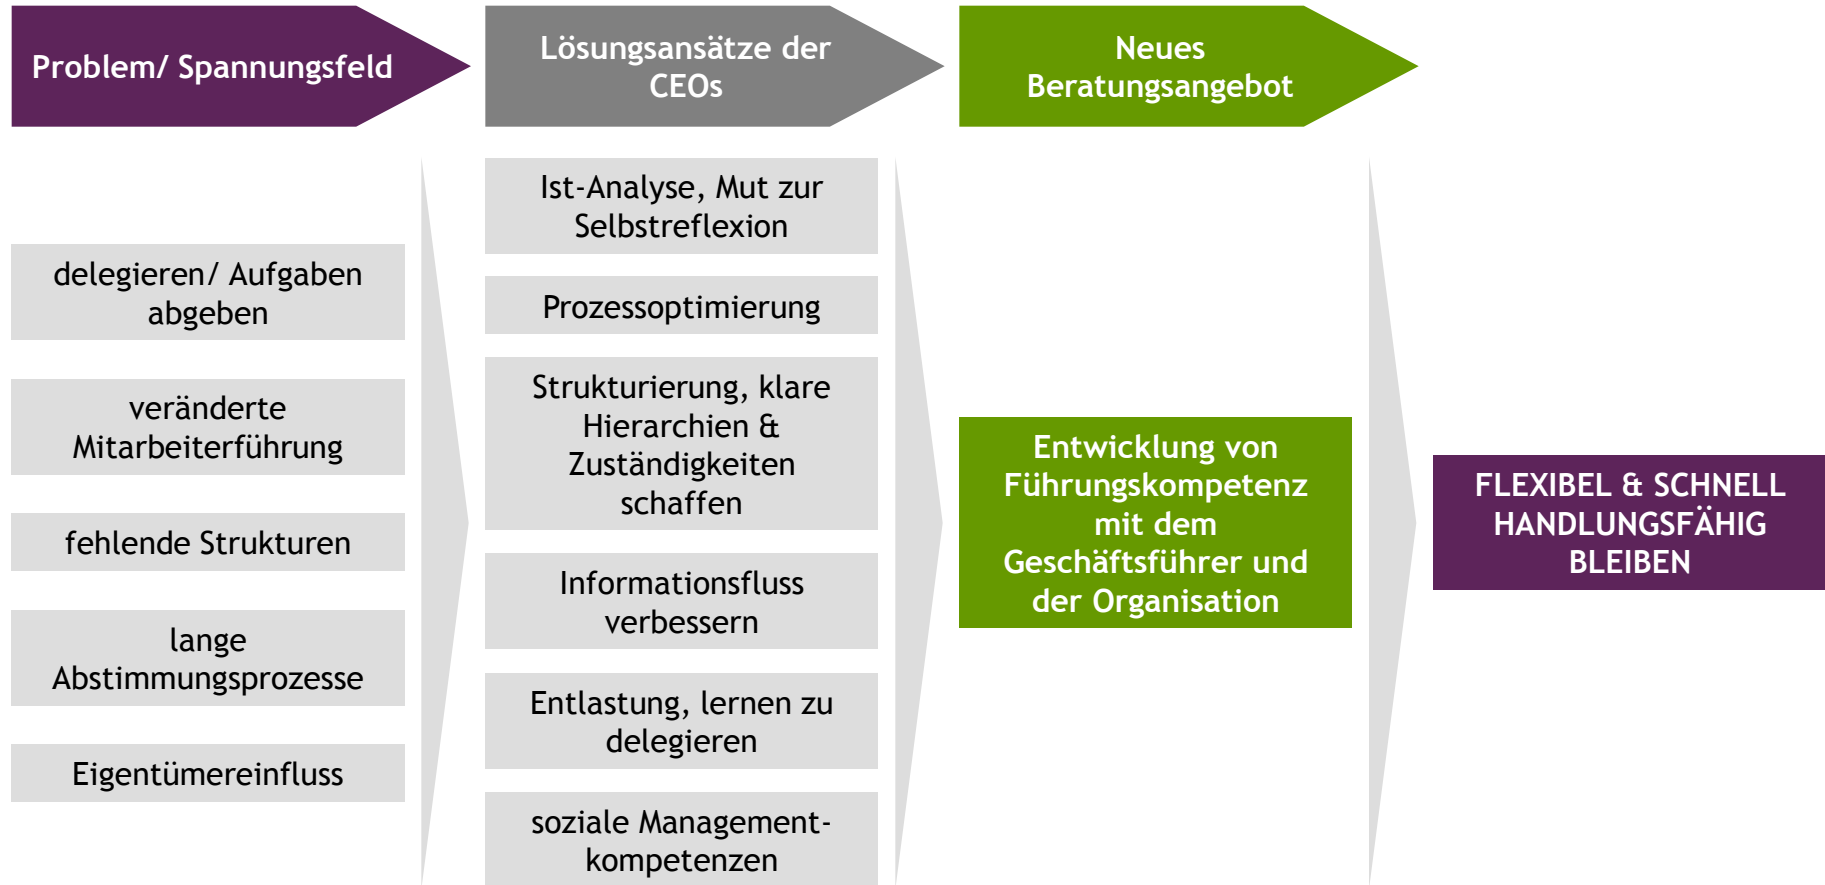 Problem/ Spannungsfeld
Lösungsansätze der
CEOs
Neues
Beratungsangebot
delegieren/ Aufgaben
abgeben
veränderte
Mitarbeiterführung
fehlende Strukturen
lange
Abstimmungsprozesse
Eigentümereinfluss
Ist-Analyse, Mut zur
Selbstreflexion
Prozessoptimierung
Strukturierung, klare
Hierarchien &
Zuständigkeiten
schaffen
Informationsfluss
verbessern
Entlastung, lernen zu
delegieren
soziale Management-
kompetenzen
Entwicklung von
Führungskompetenz
mit dem
Geschäftsführer und
der Organisation
FLEXIBEL & SCHNELL
HANDLUNGSFÄHIG
BLEIBEN